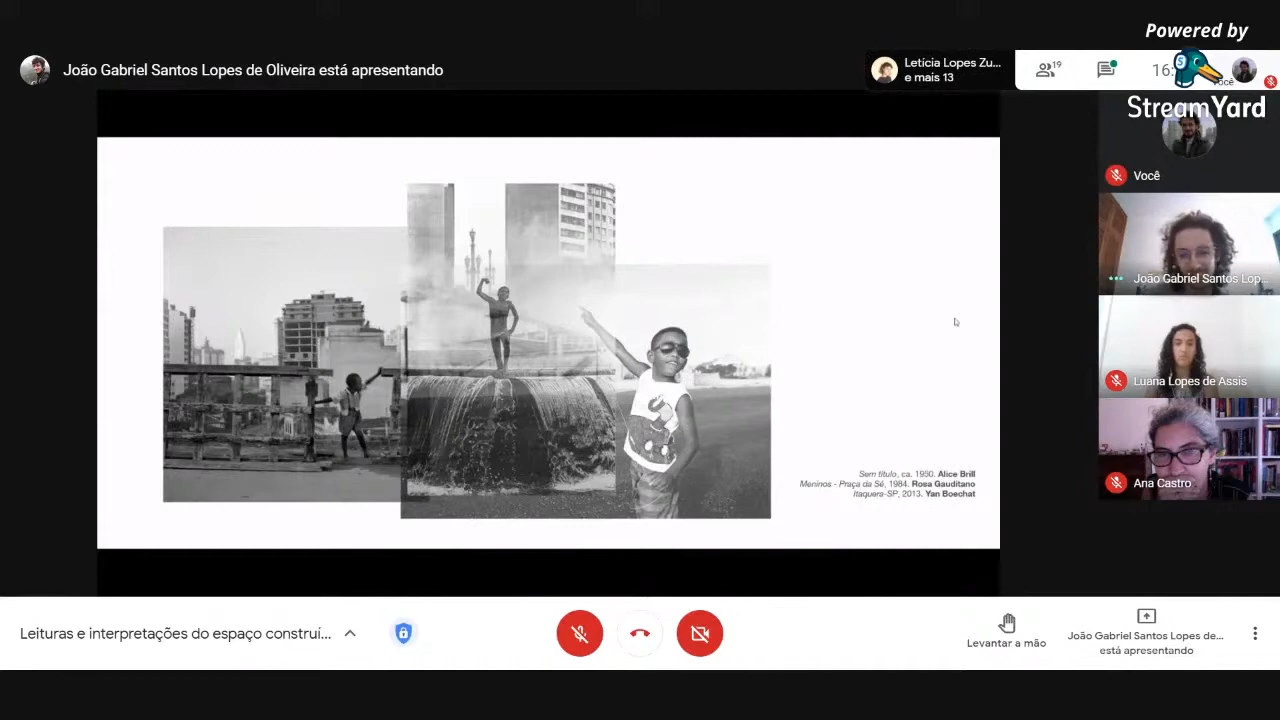 Powered by
João Gabriel Santos Lopes de Oliveira está apresentando
Letícia Lopes Zu...
e mais 13
19
16:
você
StreamYard
Você
João Gabriel Santos Lop...
Luana Lopes de Assis
Ana Castro
Sem título, ca. 1950. Alice Brill
Meninos - Praça da Sé, 1984. Rosa Gauditano
Itaquera-SP, 2013. Yan Boechat
Leituras e interpretações do espaço construí...
Levantar a mão
João Gabriel Santos Lopes de...
está apresentando